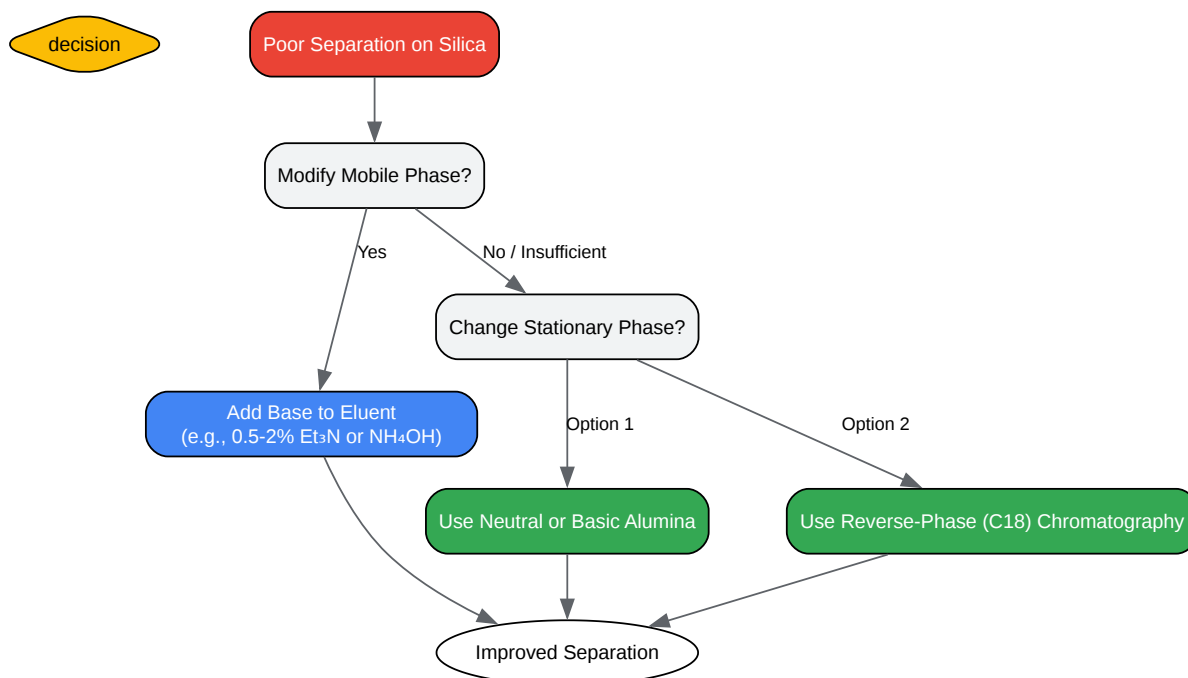 decision
Poor Separation on Silica
Modify Mobile Phase?
Yes
No / Insufficient
Change Stationary Phase?
Add Base to Eluent
(e.g., 0.5-2% Et₃N or NH₄OH)
Option 1
Option 2
Use Neutral or Basic Alumina
Use Reverse-Phase (C18) Chromatography
Improved Separation